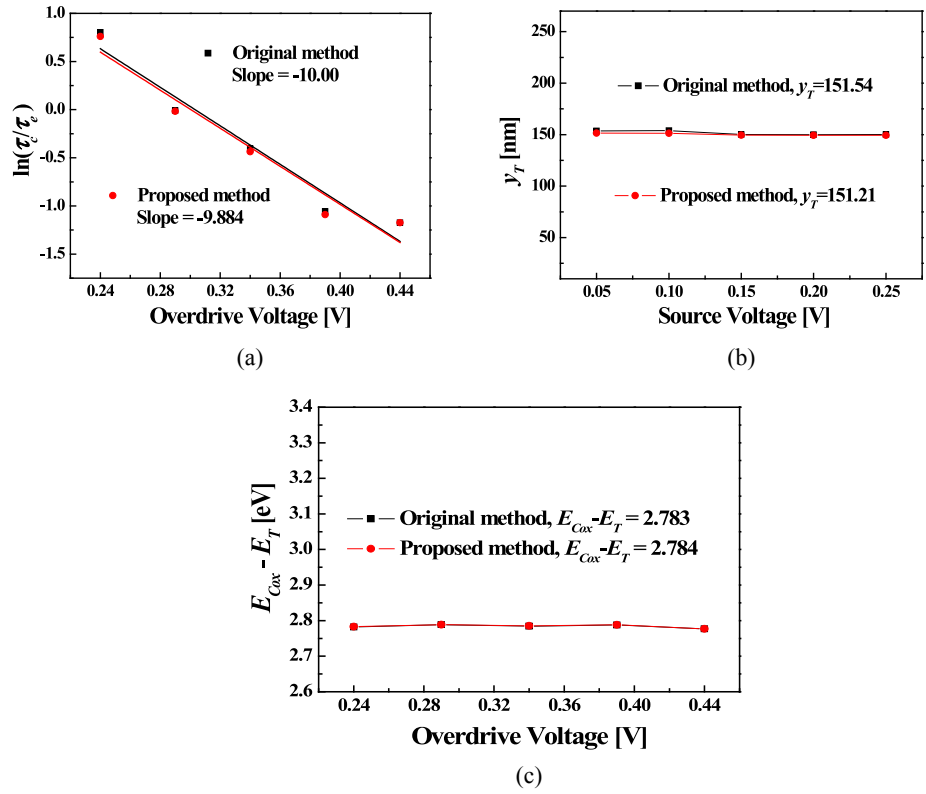 1.0
0.5
0.0
-0.5
-1.0
-1.5
ln(τc/τe)
Original method
Slope = -10.00
Proposed method
Slope = -9.884
0.24 0.28 0.32 0.36 0.40 0.44
Overdrive Voltage [V]
(a)
250
200
150
100
50
yT [nm]
Original method, yT=151.54
Proposed method, yT=151.21
0.05 0.10 0.15 0.20 0.25
Source Voltage [V]
(b)
3.4
3.3
3.2
3.1
3.0
2.9
2.8
2.7
2.6
ECox - ET [eV]
Original method, ECox-ET = 2.783
Proposed method, ECox-ET = 2.784
0.24 0.28 0.32 0.36 0.40 0.44
Overdrive Voltage [V]
(c)